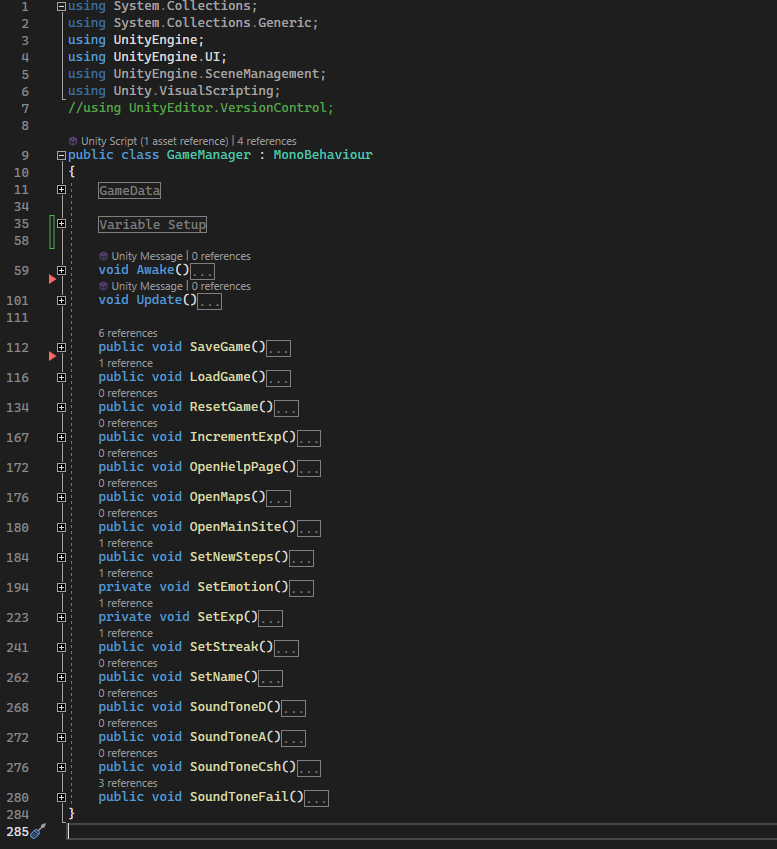 1 using System.Collections;
2 using System.Collections.Generic;
3 using UnityEngine;
4 using UnityEngine.UI;
5 using UnityEngine.SceneManagement;
6 using Unity.VisualScripting;
7 //using UnityEditor.VersionControl;
8
Unity Script (1 asset reference) | 4 references
9 public class GameManager : MonoBehaviour
10 {
11 GameData
34
35 Variable Setup
58
Unity Message | 0 references
59 void Awake()...
Unity Message | 0 references
101 void Update()...
111
6 references
112 public void SaveGame()...
1 reference
116 public void LoadGame()...
0 references
134 public void ResetGame()...
0 references
167 public void IncrementExp()...
0 references
172 public void OpenHelpPage()...
0 references
176 public void OpenMaps()...
0 references
180 public void OpenMainSite()...
1 reference
184 public void SetNewSteps()...
1 reference
194 private void SetEmotion()...
1 reference
223 private void SetExp()...
1 reference
241 public void SetStreak()...
0 references
262 public void SetName()...
0 references
268 public void SoundToneD()...
0 references
272 public void SoundToneA()...
0 references
276 public void SoundToneCsh()...
3 references
280 public void SoundToneFail()...
284 }
285